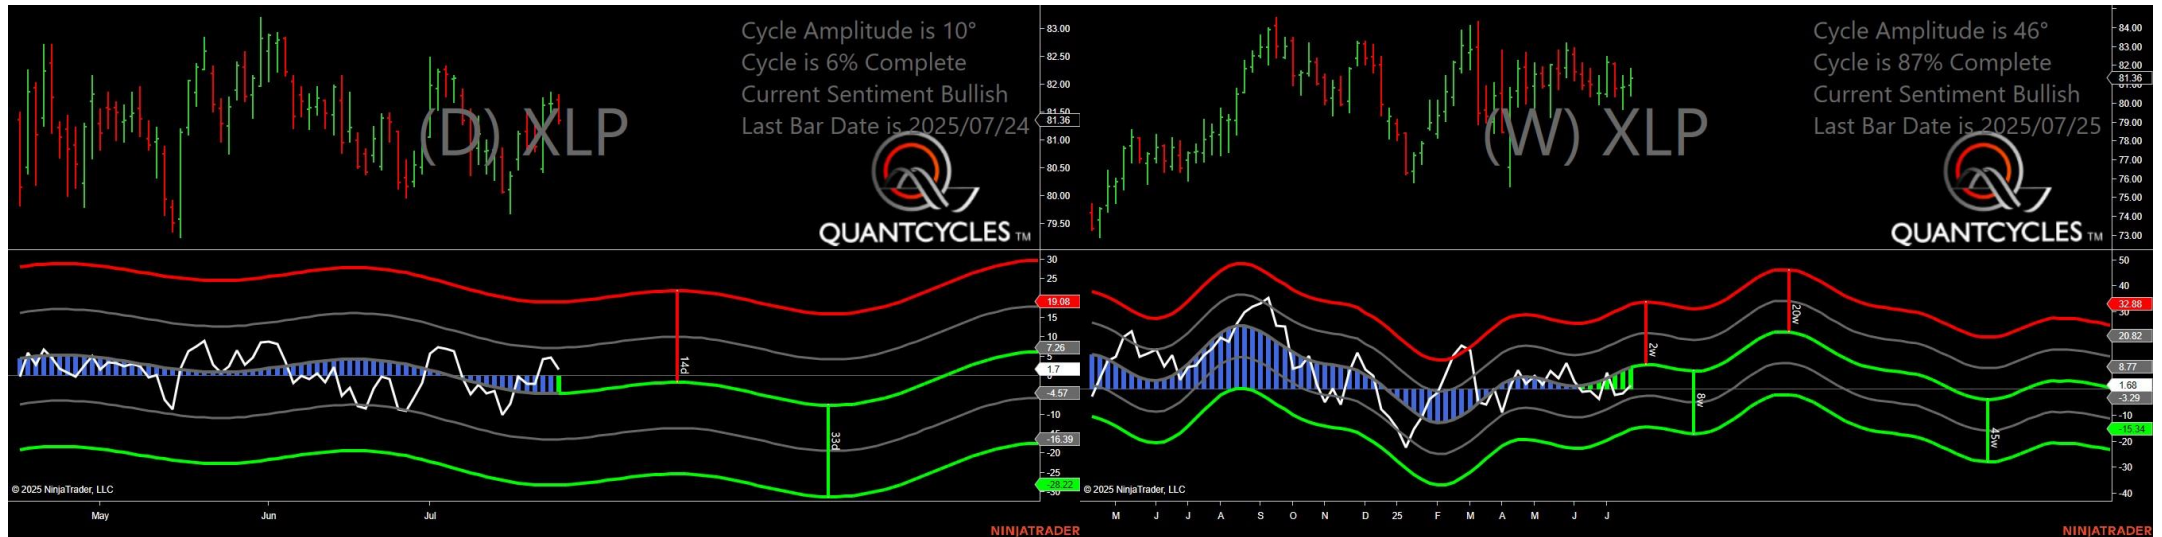 Cycle Amplitude is 10°
Cycle is 6% Complete
Current Sentiment Bullish
Last Bar Date is 2025/07/24
(D) XLP
QUANTCYCLES TM
83.00
82.50
82.00
81.50
81.36
81.00
80.50
80.00
79.50
30
25
19.08
15
10
7.26
5
1.7
-4.57
-10
-16.39
-20
-25
-28.22
-30
14d
33d
© 2025 NinjaTrader, LLC
May Jun Jul
NINJATRADER
Cycle Amplitude is 46°
Cycle is 87% Complete
Current Sentiment Bullish
Last Bar Date is 2025/07/25
(W) XLP
QUANTCYCLES TM
84.00
83.00
82.00
81.36
81.00
80.00
79.00
78.00
77.00
76.00
75.00
74.00
73.00
50
40
32.88
30
20.82
8.77
1.68
-3.29
-10
-15.34
-20
-30
-40
2w
8w
20w
45w
© 2025 NinjaTrader, LLC
M J J A S O N D 25 F M A M J J
NINJATRADER